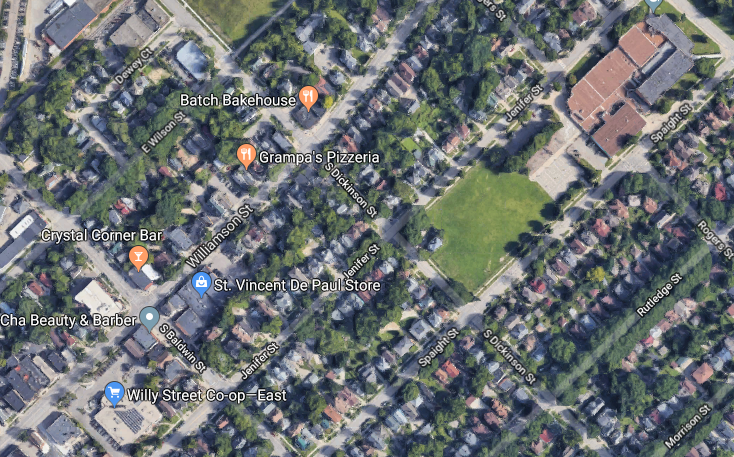 Rogers St
Dewey Ct
Batch Bakehouse
Jenifer St
Spaight St
E Wilson St
Grampa's Pizzeria
S Dickinson St
Williamson St
Rogers St
Crystal Corner Bar
Jenifer St
St. Vincent De Paul Store
Rutledge St
Cha Beauty & Barber
S Baldwin St
Jenifer St
Spaight St
S Dickinson St
Willy Street Co-op—East
Morrison St